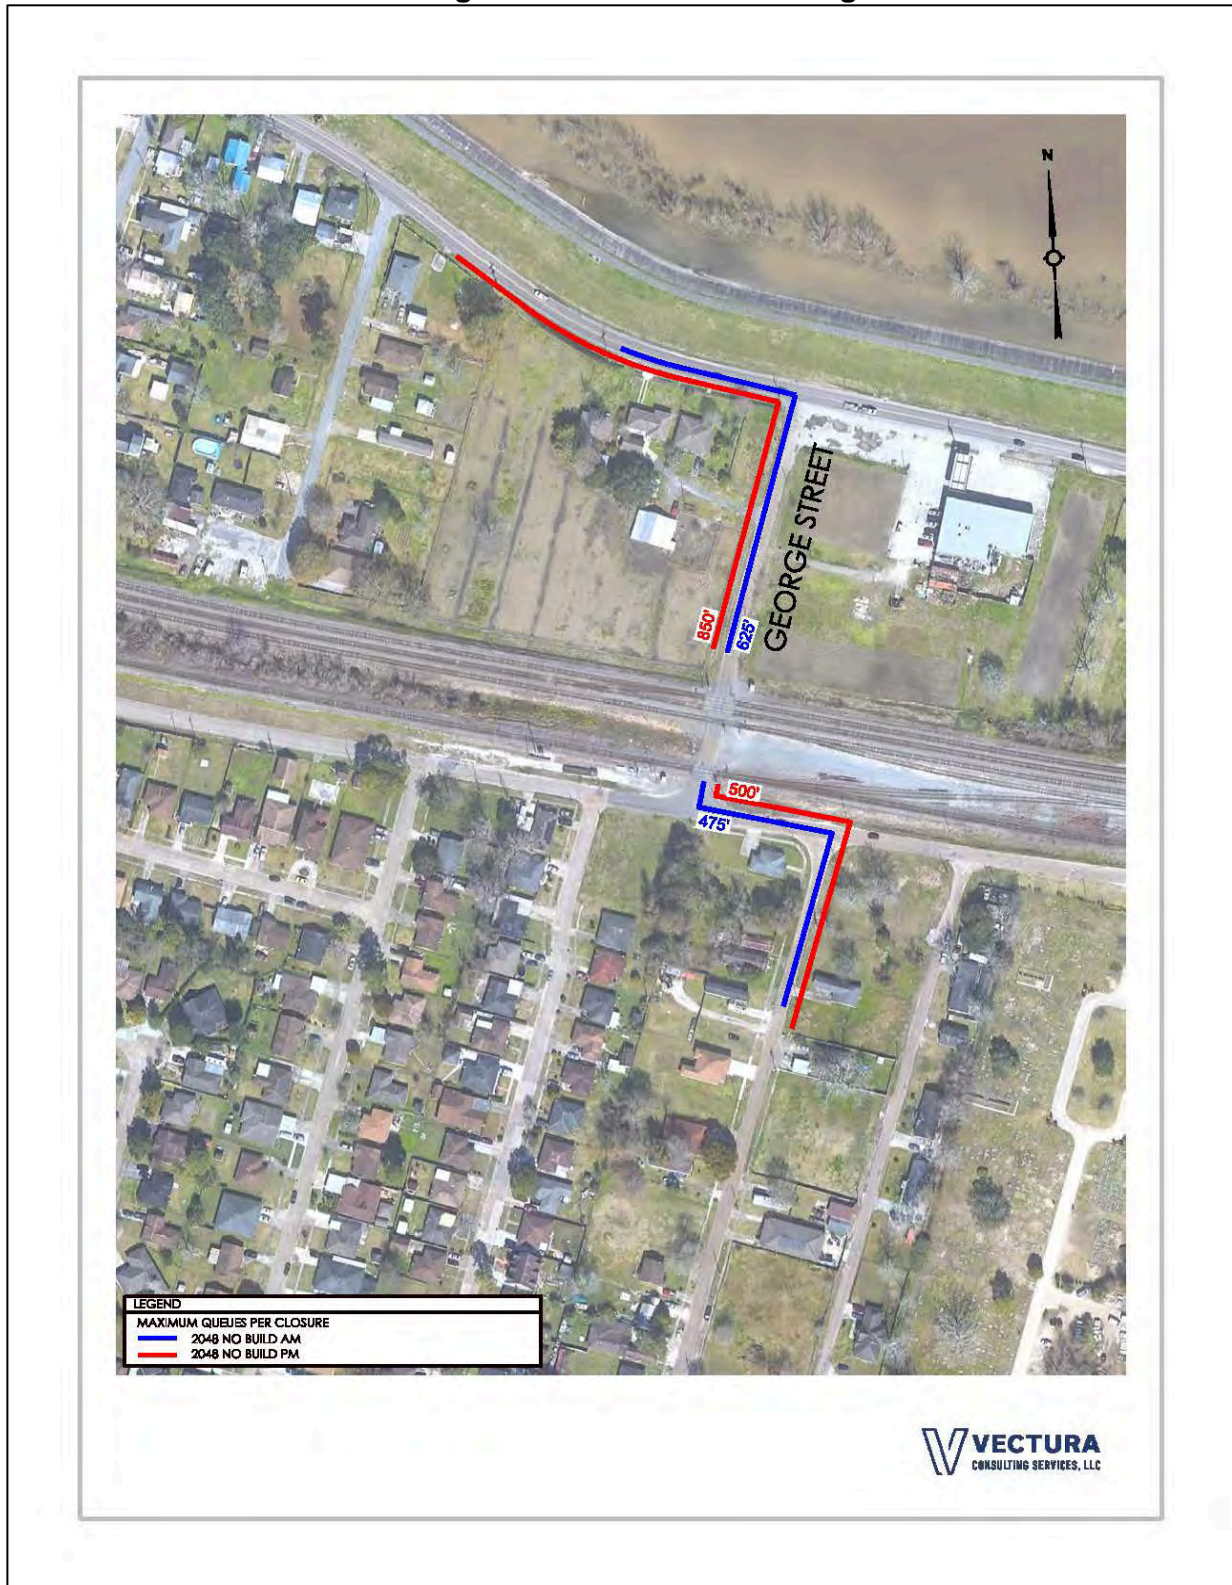 N
GEORGE STREET
850'
625'
500'
475'
LEGEND
MAXIMUM QUEUES PER CLOSURE
2048 NO BUILD AM
2048 NO BUILD PM
VECTURA
CONSULTING SERVICES, LLC